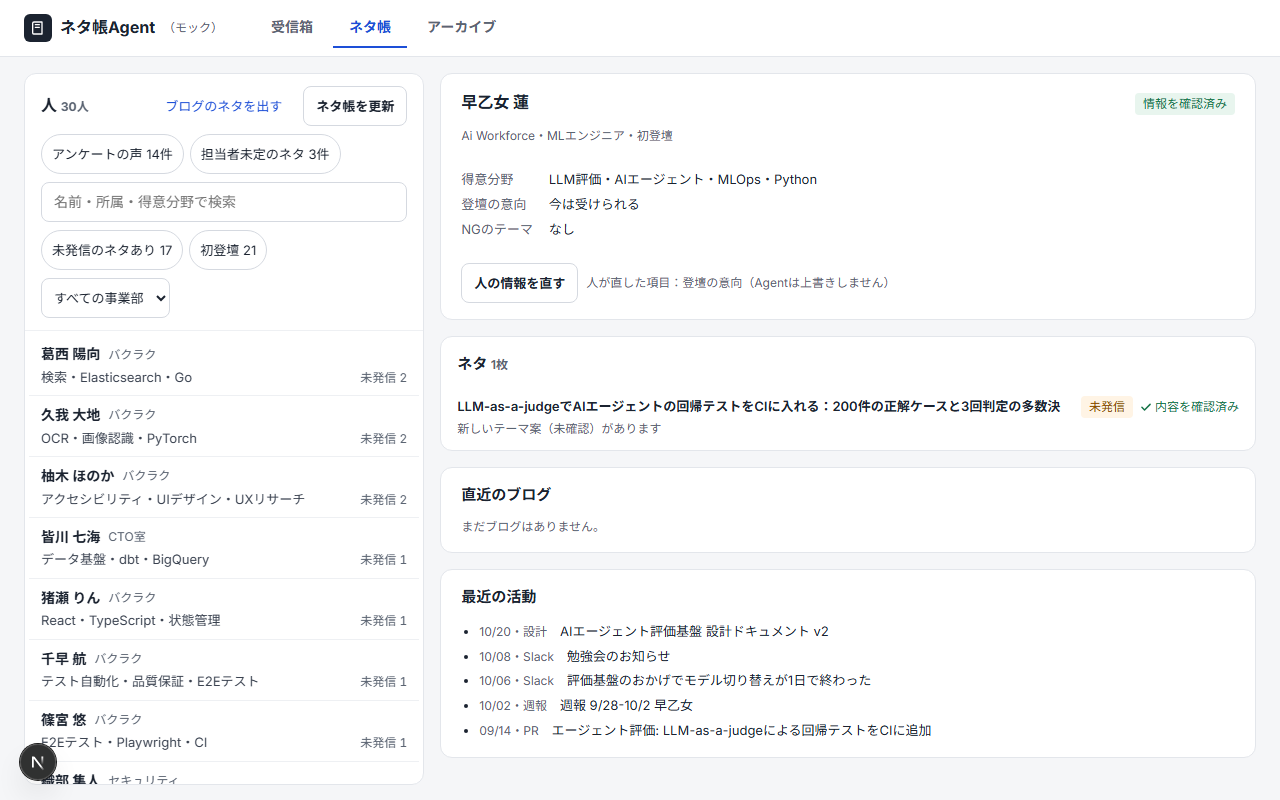 ネタ帳Agent （モック） 受信箱 ネタ帳 アーカイブ
人 30人 ブログのネタを出す ネタ帳を更新
アンケートの声 14件 担当者未定のネタ 3件
名前・所属・得意分野で検索
未発信のネタあり 17 初登壇 21
すべての事業部
葛西 陽向 バクラク
検索・Elasticsearch・Go 未発信 2
久我 大地 バクラク
OCR・画像認識・PyTorch 未発信 2
柚木 ほのか バクラク
アクセシビリティ・UIデザイン・UXリサーチ 未発信 2
皆川 七海 CTO室
データ基盤・dbt・BigQuery 未発信 1
猪瀬 りん バクラク
React・TypeScript・状態管理 未発信 1
千早 航 バクラク
テスト自動化・品質保証・E2Eテスト 未発信 1
篠宮 悠 バクラク
E2Eテスト・Playwright・CI 未発信 1
織部 隼人 セキュリティ
N
早乙女 蓮 情報を確認済み
Ai Workforce・MLエンジニア・初登壇
得意分野 LLM評価・AIエージェント・MLOps・Python
登壇の意向 今は受けられる
NGのテーマ なし
人の情報を直す 人が直した項目：登壇の意向（Agentは上書きしません）
ネタ 1枚
LLM-as-a-judgeでAIエージェントの回帰テストをCIに入れる：200件の正解ケースと3回判定の多数決 未発信 ✓ 内容を確認済み
新しいテーマ案（未確認）があります
直近のブログ
まだブログはありません。
最近の活動
• 10/20・設計 AIエージェント評価基盤 設計ドキュメント v2
• 10/08・Slack 勉強会のお知らせ
• 10/06・Slack 評価基盤のおかげでモデル切り替えが1日で終わった
• 10/02・週報 週報 9/28-10/2 早乙女
• 09/14・PR エージェント評価: LLM-as-a-judgeによる回帰テストをCIに追加